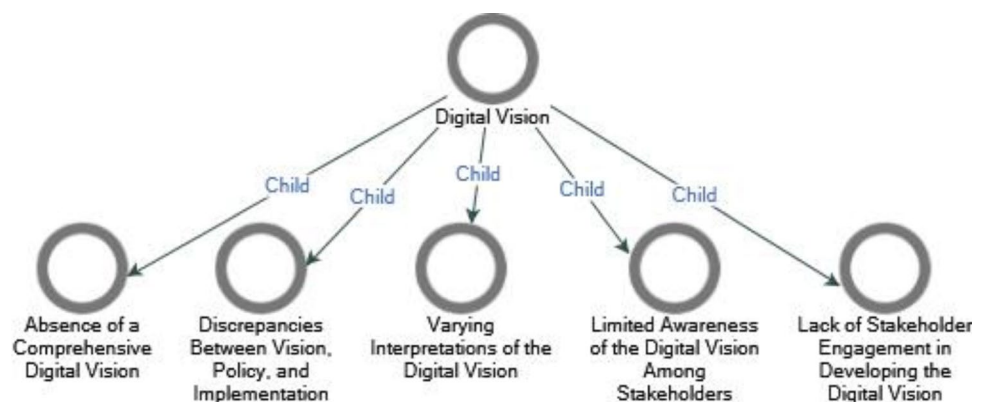 Digital Vision
Child
Child
Child
Child
Child
Absence of a
Comprehensive
Digital Vision
Discrepancies
Between Vision,
Policy, and
Implementation
Varying
Interpretations of the
Digital Vision
Limited Awareness
of the Digital Vision
Among
Stakeholders
Lack of Stakeholder
Engagement in
Developing the
Digital Vision